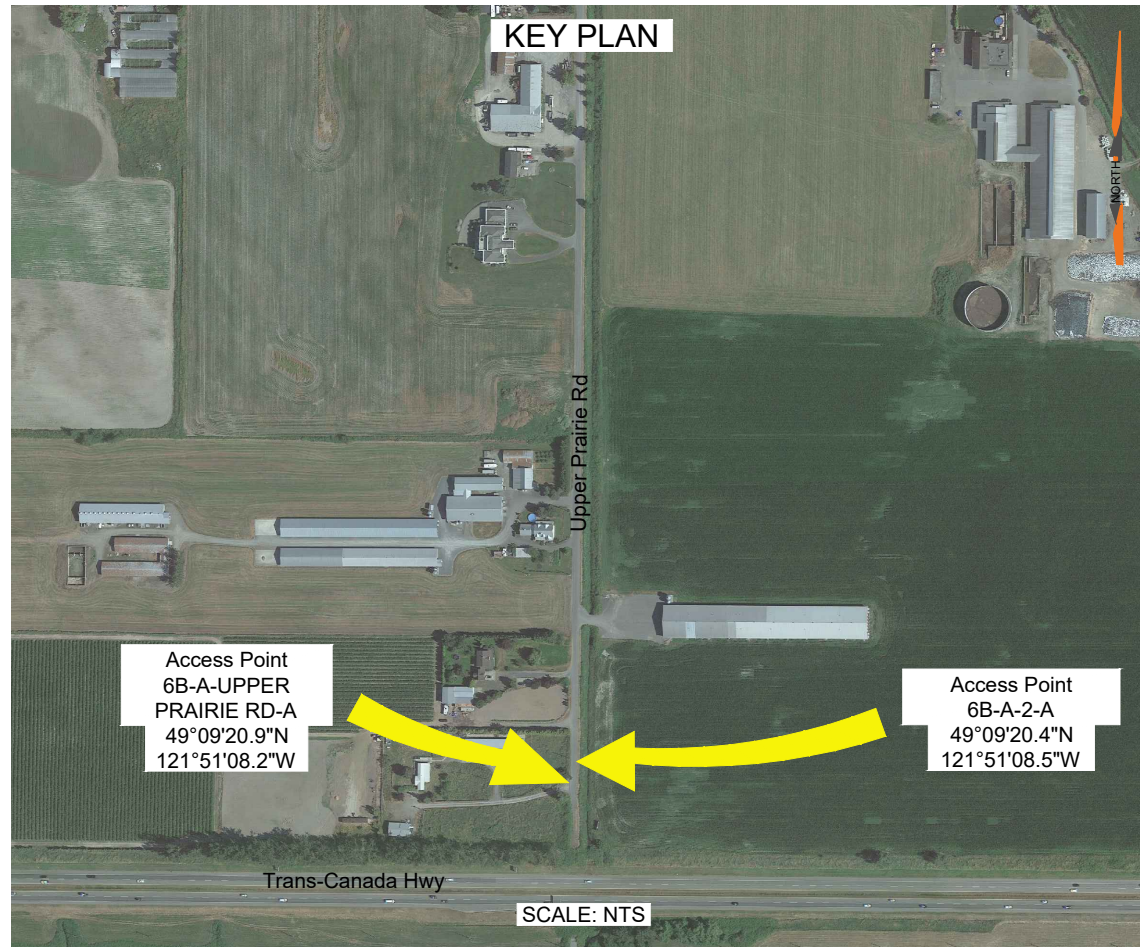 KEY PLAN
NORTH
Upper Prairie Rd
Access Point
6B-A-UPPER
PRAIRIE RD-A
49°09'20.9"N
121°51'08.2"W
Access Point
6B-A-2-A
49°09'20.4"N
121°51'08.5"W
Trans-Canada Hwy
SCALE: NTS